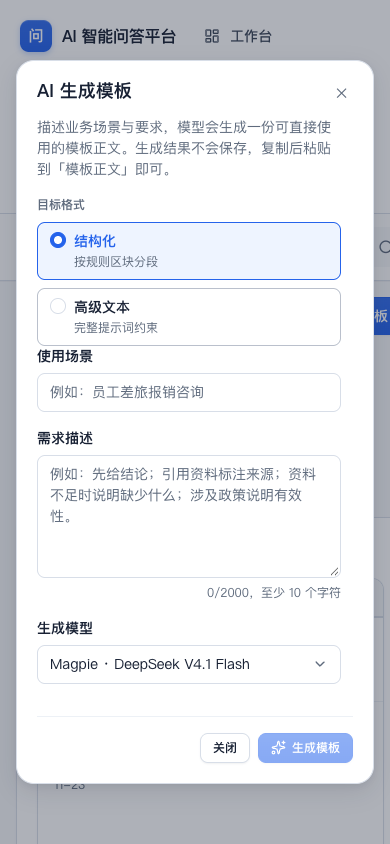 问 AI 智能问答平台 工作台
AI 生成模板
描述业务场景与要求，模型会生成一份可直接使
用的模板正文。生成结果不会保存，复制后粘贴
到「模板正文」即可。
目标格式
结构化
按规则区块分段
高级文本
完整提示词约束
板
使用场景
例如：员工差旅报销咨询
需求描述
例如：先给结论；引用资料标注来源；资料
不足时说明缺少什么；涉及政策说明有效
性。
0/2000，至少 10 个字符
生成模型
Magpie · DeepSeek V4.1 Flash
关闭 生成模板